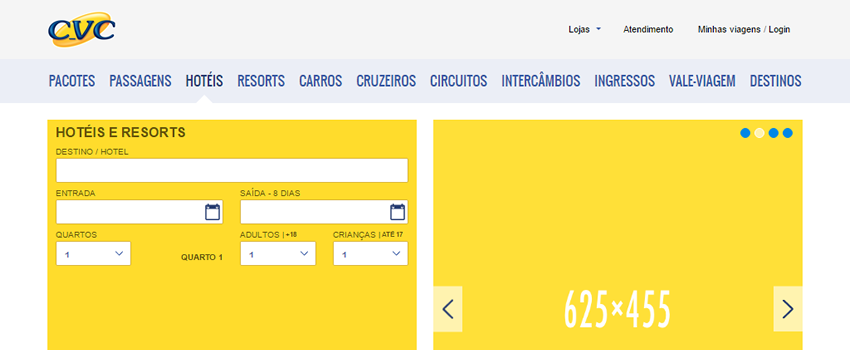 CVC
Lojas Atendimento Minhas viagens / Login
PACOTES PASSAGENS HOTÉIS RESORTS CARROS CRUZEIROS CIRCUITOS INTERCÂMBIOS INGRESSOS VALE-VIAGEM DESTINOS
HOTÉIS E RESORTS
DESTINO / HOTEL
ENTRADA SAÍDA - 8 DIAS
QUARTOS ADULTOS | +18 CRIANÇAS | ATÉ 17
1 QUARTO 1 1 1
625×455